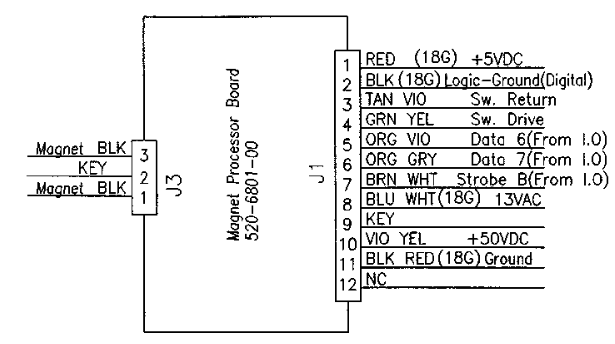 Magnet BLK 3
KEY 2
Magnet BLK 1
J3
Magnet Processor Board
520-6801-00
J1
1 RED (18G) +5VDC
2 BLK (18G) Logic-Ground(Digital)
3 TAN VIO Sw. Return
4 GRN YEL Sw. Drive
5 ORG VIO Data 6(From I.O)
6 ORG GRY Data 7(From I.O)
7 BRN WHT Strobe B(From I.O)
8 BLU WHT(18G) 13VAC
9 KEY
10 VIO YEL +50VDC
11 BLK RED(18G) Ground
12 NC